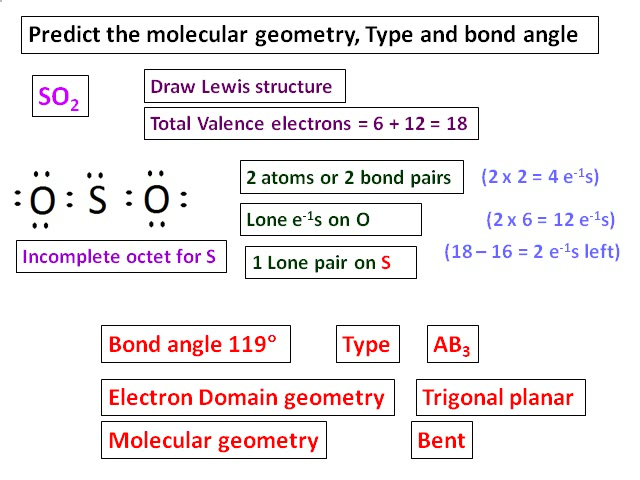 Predict the molecular geometry, Type and bond angle
SO₂
Draw Lewis structure
Total Valence electrons = 6 + 12 = 18
:O:S:O:
2 atoms or 2 bond pairs (2 x 2 = 4 e⁻¹s)
Lone e⁻¹s on O (2 x 6 = 12 e⁻¹s)
Incomplete octet for S
1 Lone pair on S (18 – 16 = 2 e⁻¹s left)
Bond angle 119° Type AB₃
Electron Domain geometry Trigonal planar
Molecular geometry Bent